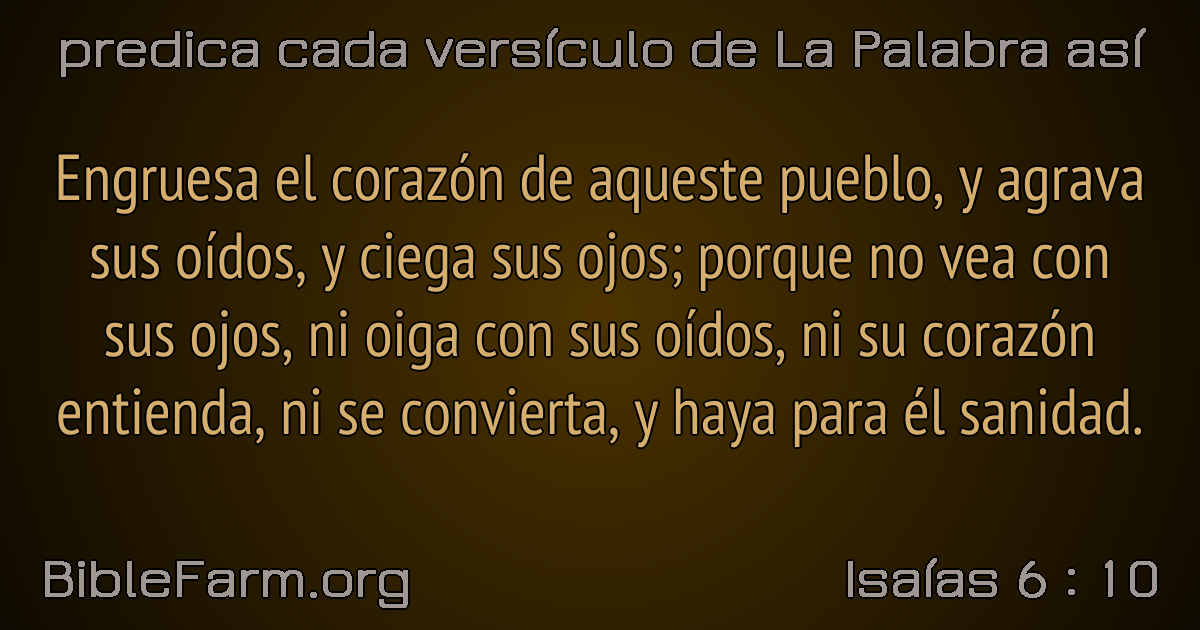 predica cada versículo de La Palabra así
Engruesa el corazón de aqueste pueblo, y agrava
sus oídos, y ciega sus ojos; porque no vea con
sus ojos, ni oiga con sus oídos, ni su corazón
entienda, ni se convierta, y haya para él sanidad.
BibleFarm.org
Isaías 6 : 10